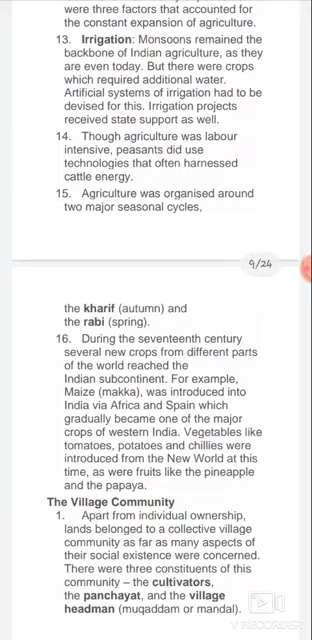 were three factors that accounted for
the constant expansion of agriculture.
13. Irrigation: Monsoons remained the
backbone of Indian agriculture, as they
are even today. But there were crops
which required additional water.
Artificial systems of irrigation had to be
devised for this. Irrigation projects
received state support as well.
14. Though agriculture was labour
intensive, peasants did use
technologies that often harnessed
cattle energy.
15. Agriculture was organised around
two major seasonal cycles,
9/24
the kharif (autumn) and
the rabi (spring).
16. During the seventeenth century
several new crops from different parts
of the world reached the
Indian subcontinent. For example,
Maize (makka), was introduced into
India via Africa and Spain which
gradually became one of the major
crops of western India. Vegetables like
tomatoes, potatoes and chillies were
introduced from the New World at this
time, as were fruits like the pineapple
and the papaya.
The Village Community
1. Apart from individual ownership,
lands belonged to a collective village
community as far as many aspects of
their social existence were concerned.
There were three constituents of this
community – the cultivators,
the panchayat, and the village
headman (muqaddam or mandal).
V RECORDER